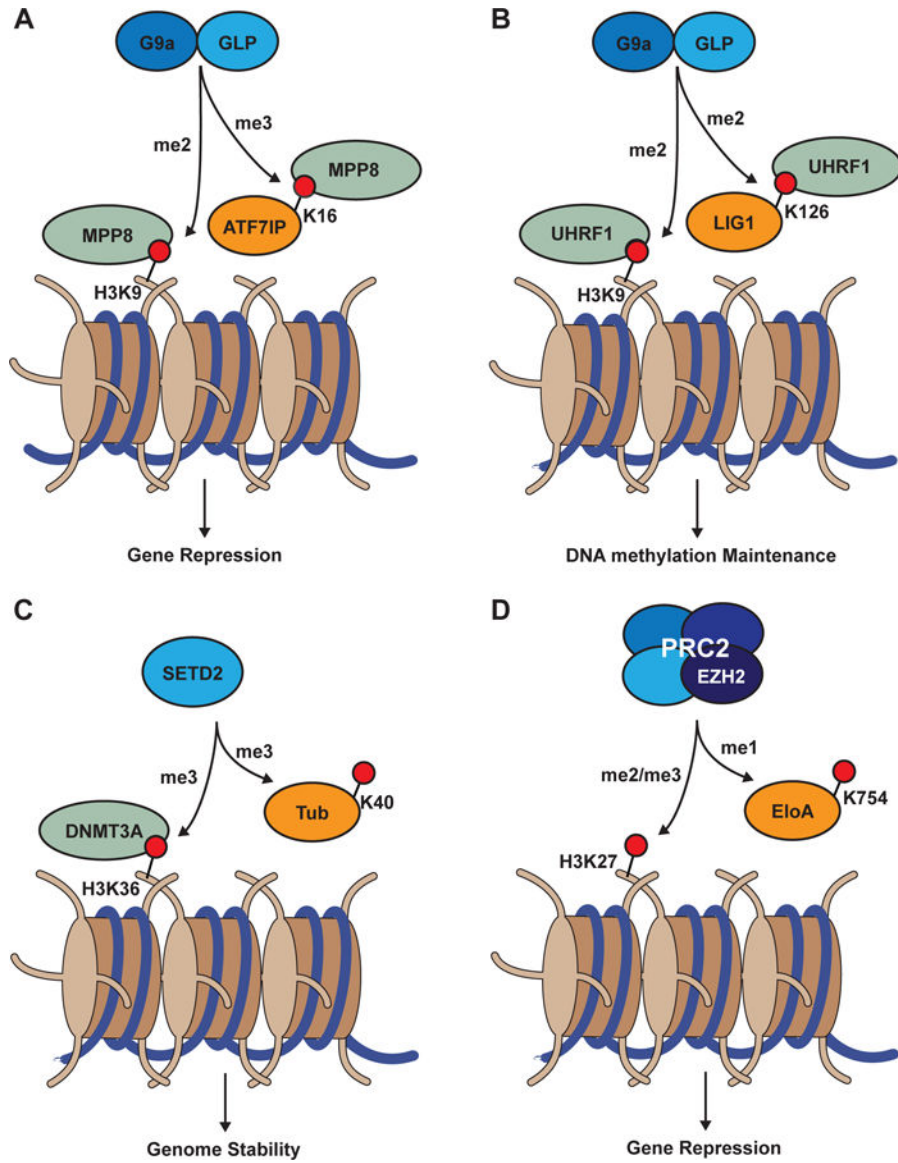 A
G9a GLP
me2
me3
MPP8
K16
ATF7IP
MPP8
H3K9
Gene Repression
B
G9a GLP
me2
me2
UHRF1
K126
LIG1
UHRF1
H3K9
DNA methylation Maintenance
C
SETD2
me3
me3
K40
Tub
DNMT3A
H3K36
Genome Stability
D
PRC2
EZH2
me1
me2/me3
K754
EloA
H3K27
Gene Repression